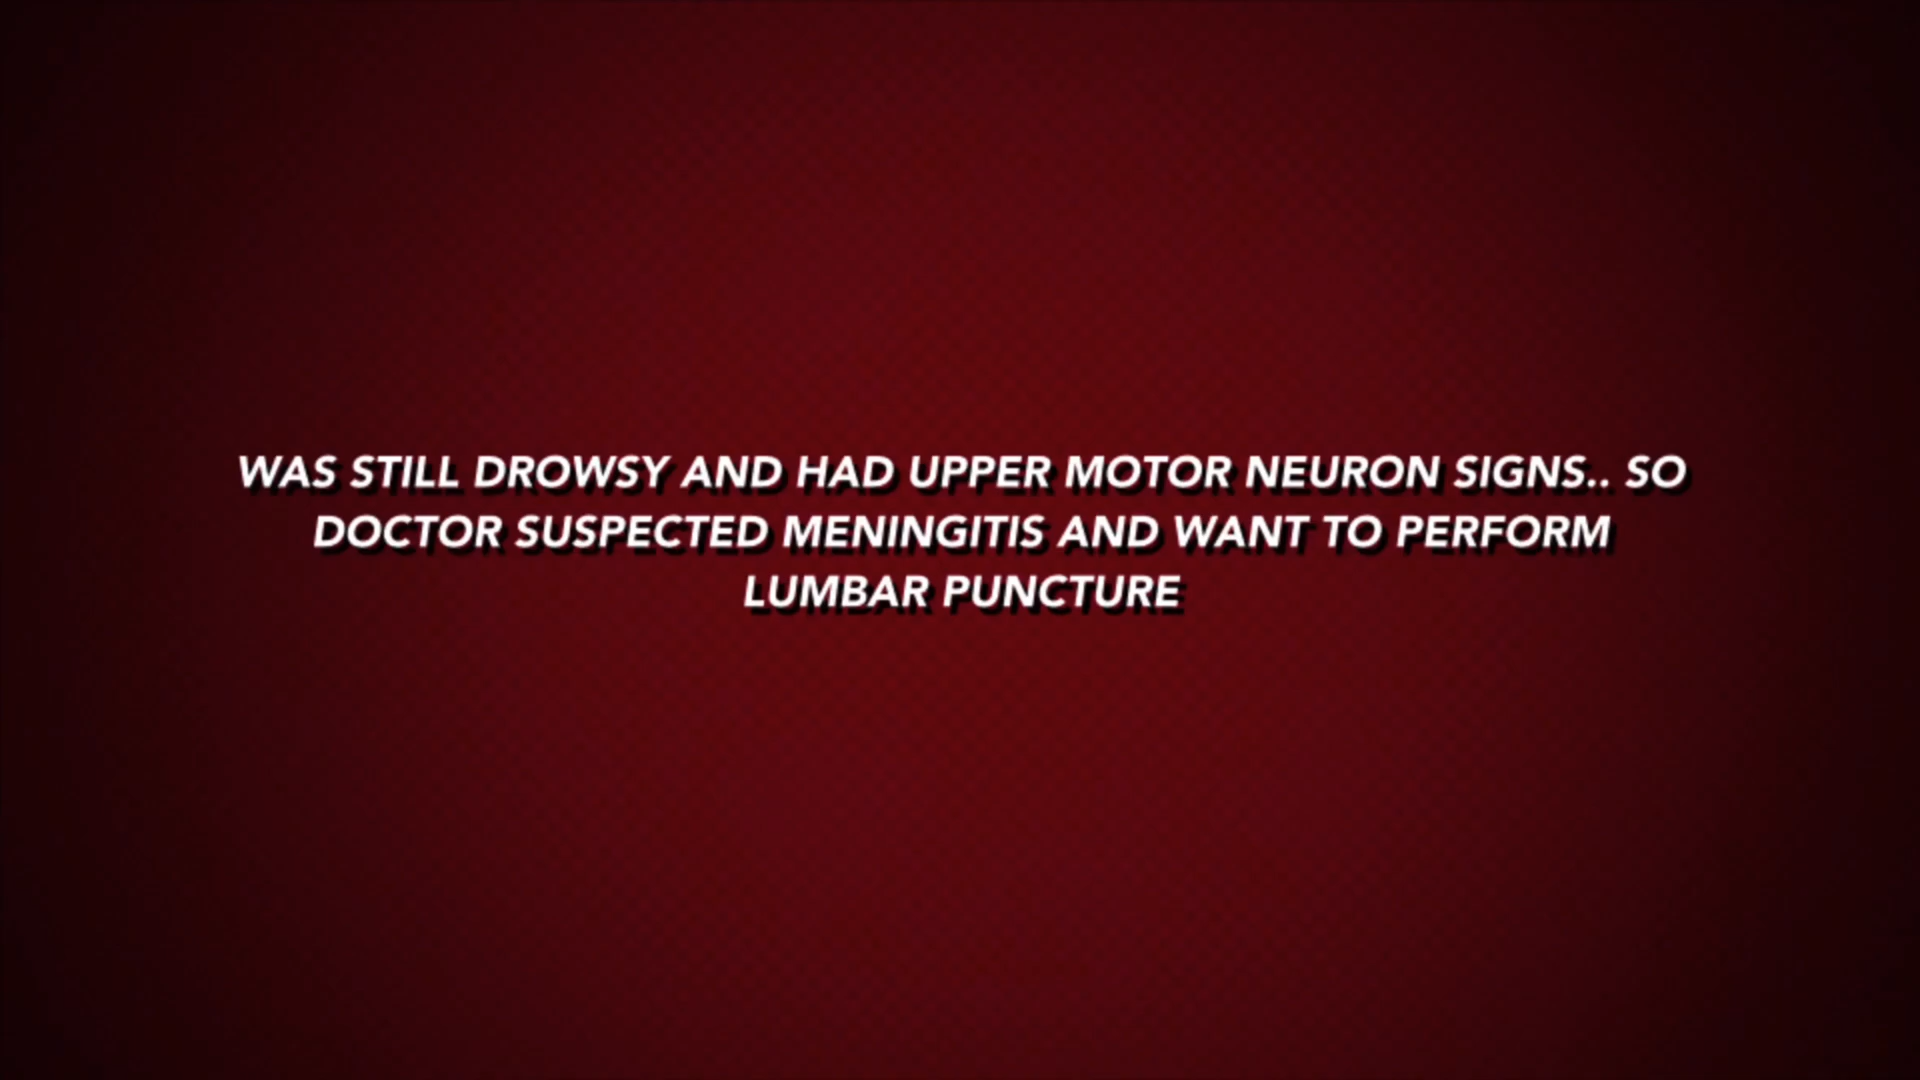 WAS STILL DROWSY AND HAD UPPER MOTOR NEURON SIGNS.. SO
DOCTOR SUSPECTED MENINGITIS AND WANT TO PERFORM
LUMBAR PUNCTURE